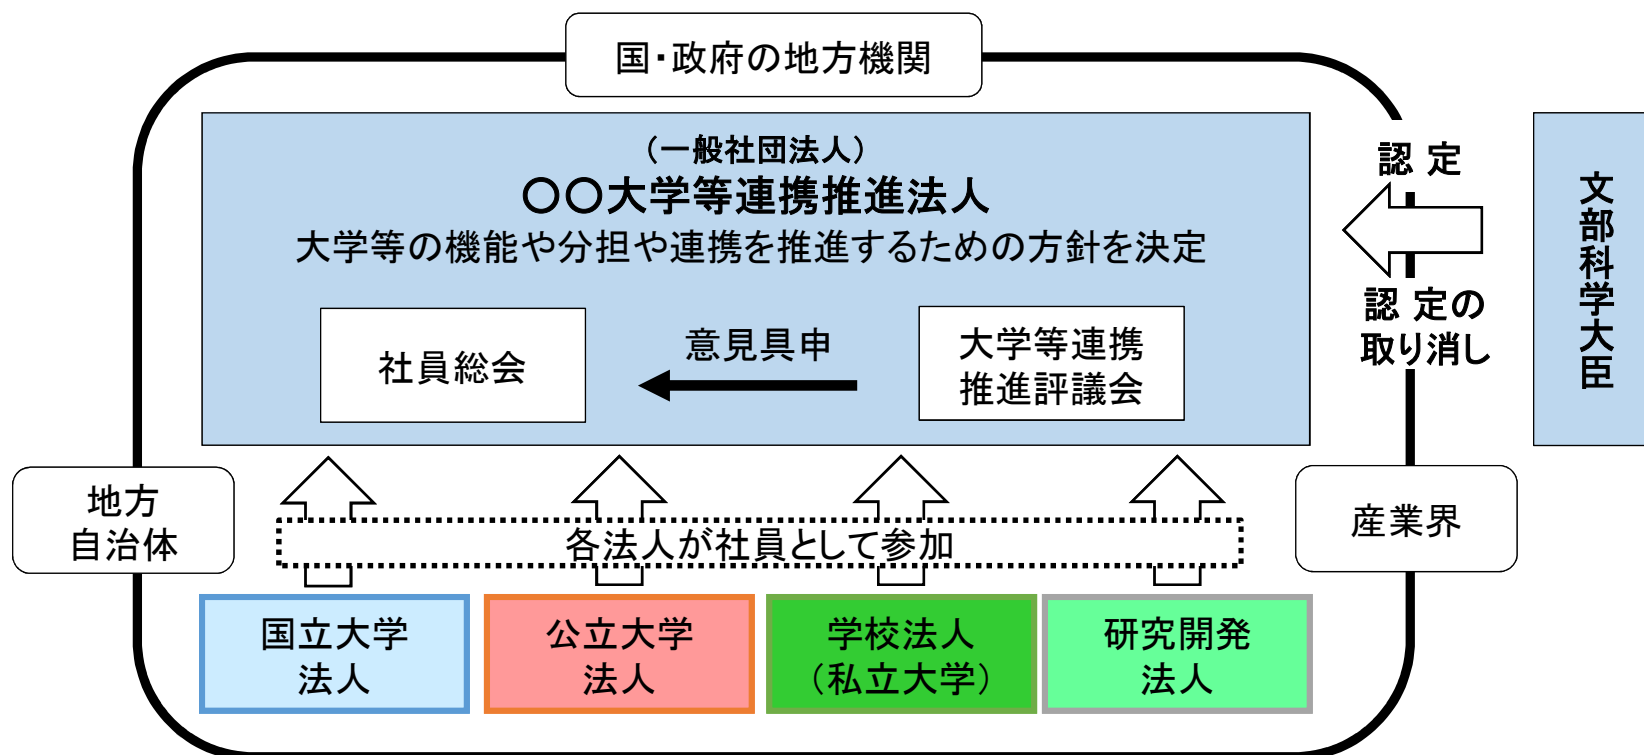 国・政府の地方機関
（一般社団法人）
〇〇大学等連携推進法人
大学等の機能や分担や連携を推進するための方針を決定
社員総会
意見具申
大学等連携
推進評議会
認 定
認 定の
取り消し
文部科学大臣
地方
自治体
産業界
各法人が社員として参加
国立大学
法人
公立大学
法人
学校法人
（私立大学）
研究開発
法人